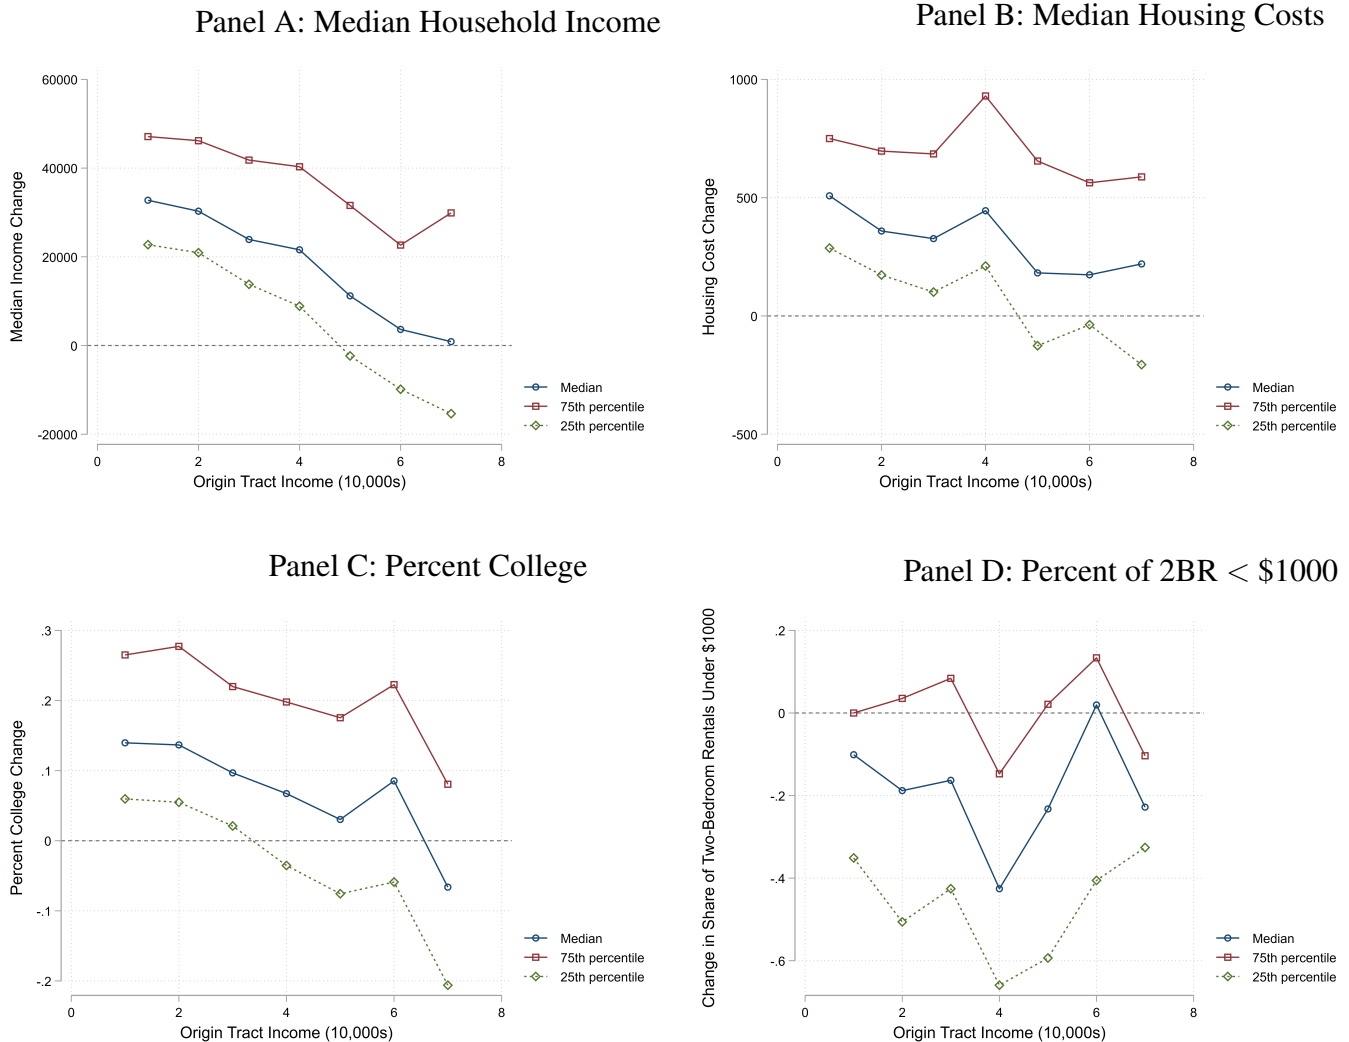 Panel A: Median Household Income
Median Income Change
60000
40000
20000
0
-20000
0 2 4 6 8
Origin Tract Income (10,000s)
Median
75th percentile
25th percentile
Panel B: Median Housing Costs
Housing Cost Change
1000
500
0
-500
0 2 4 6 8
Origin Tract Income (10,000s)
Median
75th percentile
25th percentile
Panel C: Percent College
Percent College Change
.3
.2
.1
0
-.1
-.2
0 2 4 6 8
Origin Tract Income (10,000s)
Median
75th percentile
25th percentile
Panel D: Percent of 2BR < $1000
Change in Share of Two-Bedroom Rentals Under $1000
.2
0
-.2
-.4
-.6
0 2 4 6 8
Origin Tract Income (10,000s)
Median
75th percentile
25th percentile